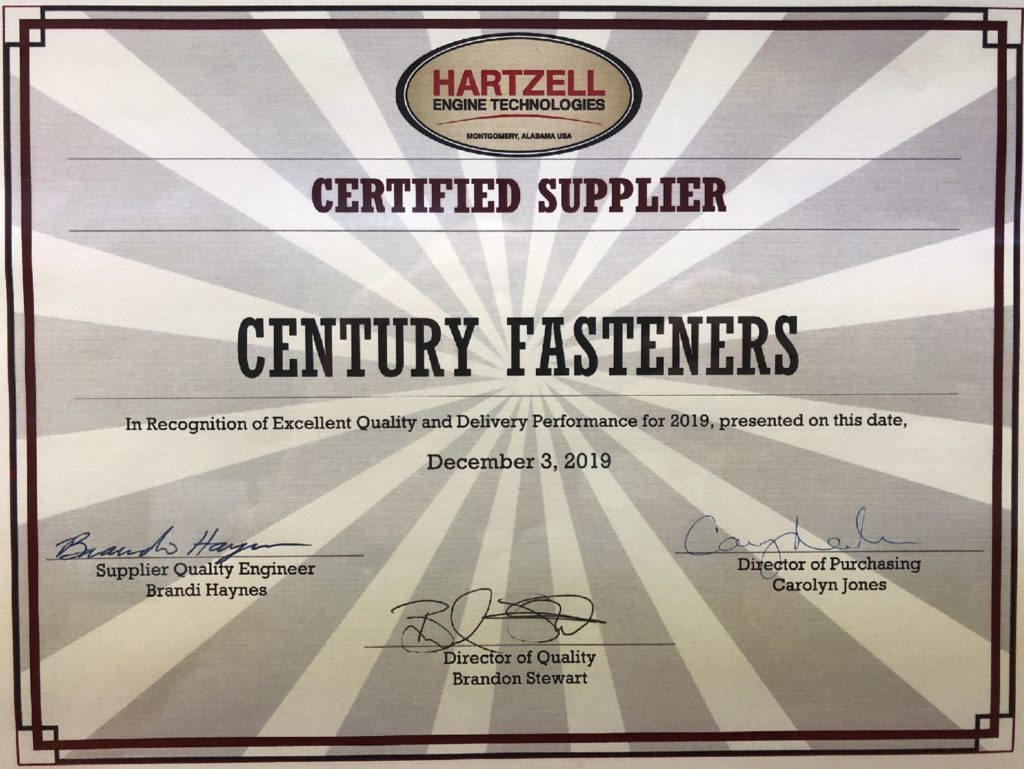 HARTZELL
ENGINE TECHNOLOGIES
MONTGOMERY, ALABAMA USA
CERTIFIED SUPPLIER
CENTURY FASTENERS
In Recognition of Excellent Quality and Delivery Performance for 2019, presented on this date,
December 3, 2019
Brandi Haynes
Supplier Quality Engineer
Brandi Haynes
Director of Purchasing
Carolyn Jones
Director of Quality
Brandon Stewart